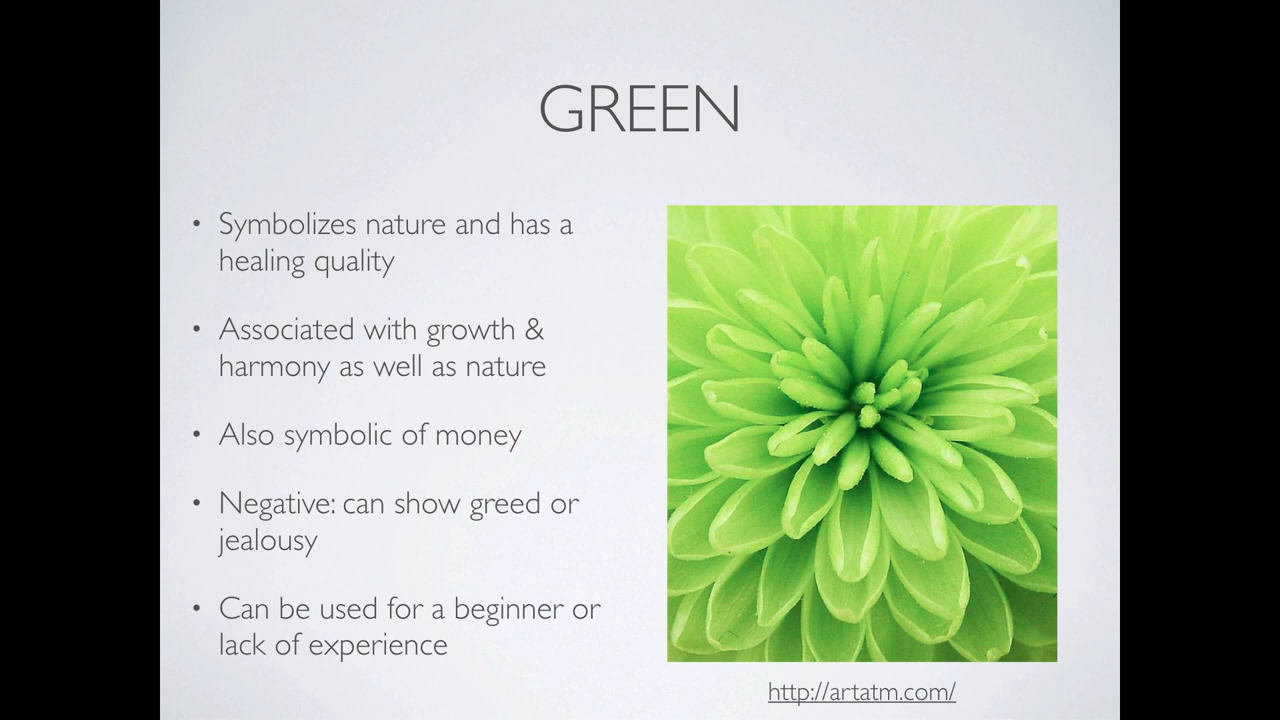 GREEN
• Symbolizes nature and has a
healing quality
• Associated with growth &
harmony as well as nature
• Also symbolic of money
• Negative: can show greed or
jealousy
• Can be used for a beginner or
lack of experience
http://artatm.com/